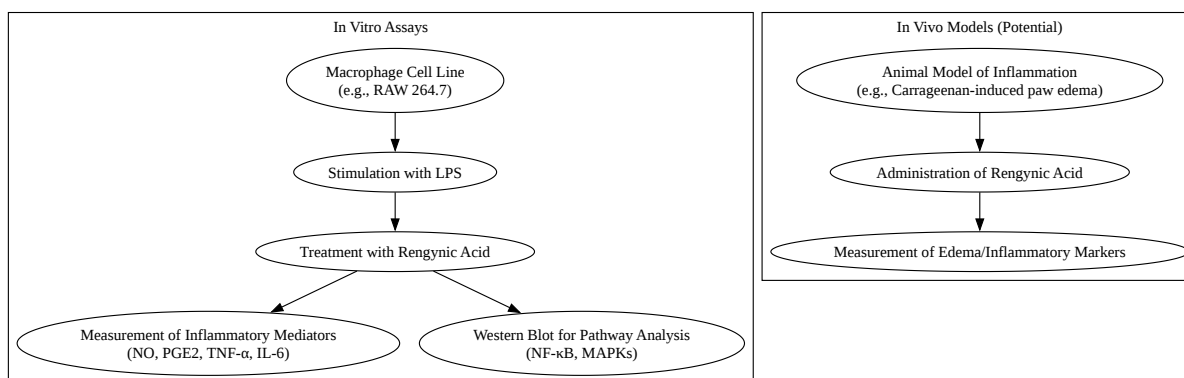 In Vitro Assays
Macrophage Cell Line
(e.g., RAW 264.7)
Stimulation with LPS
Treatment with Rengynic Acid
Measurement of Inflammatory Mediators
(NO, PGE2, TNF-α, IL-6)
Western Blot for Pathway Analysis
(NF-κB, MAPKs)
In Vivo Models (Potential)
Animal Model of Inflammation
(e.g., Carrageenan-induced paw edema)
Administration of Rengynic Acid
Measurement of Edema/Inflammatory Markers